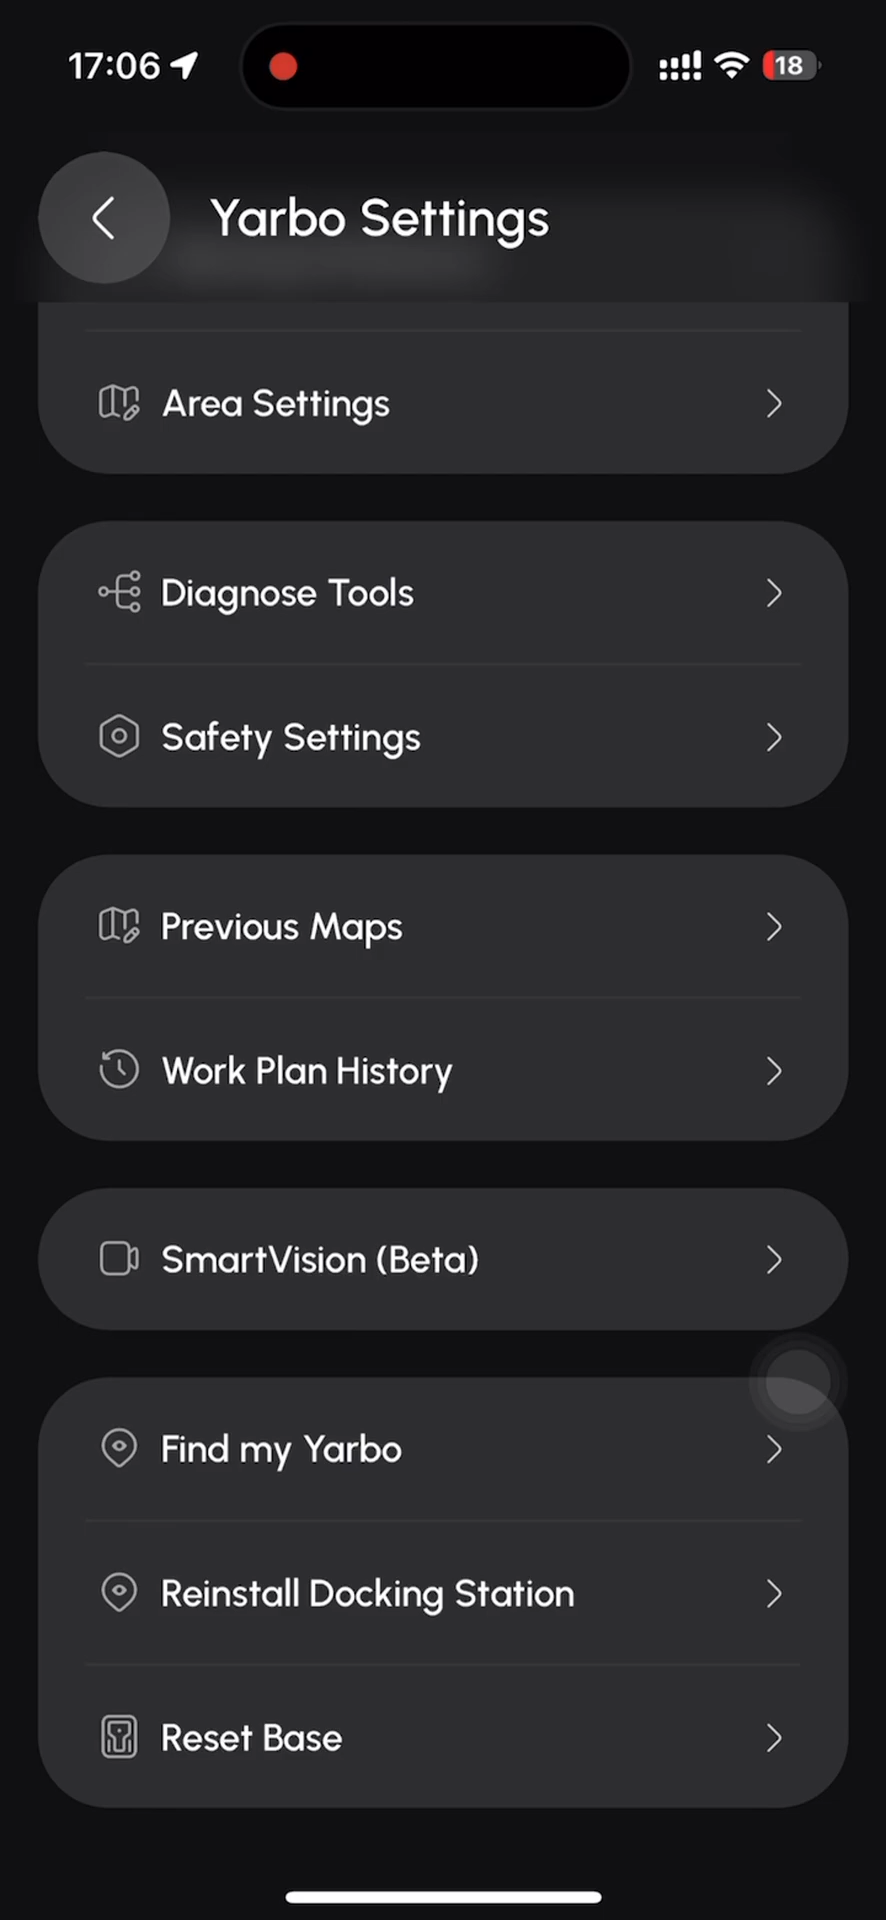 17:06
18
Yarbo Settings
Area Settings
Diagnose Tools
Safety Settings
Previous Maps
Work Plan History
SmartVision (Beta)
Find my Yarbo
Reinstall Docking Station
Reset Base